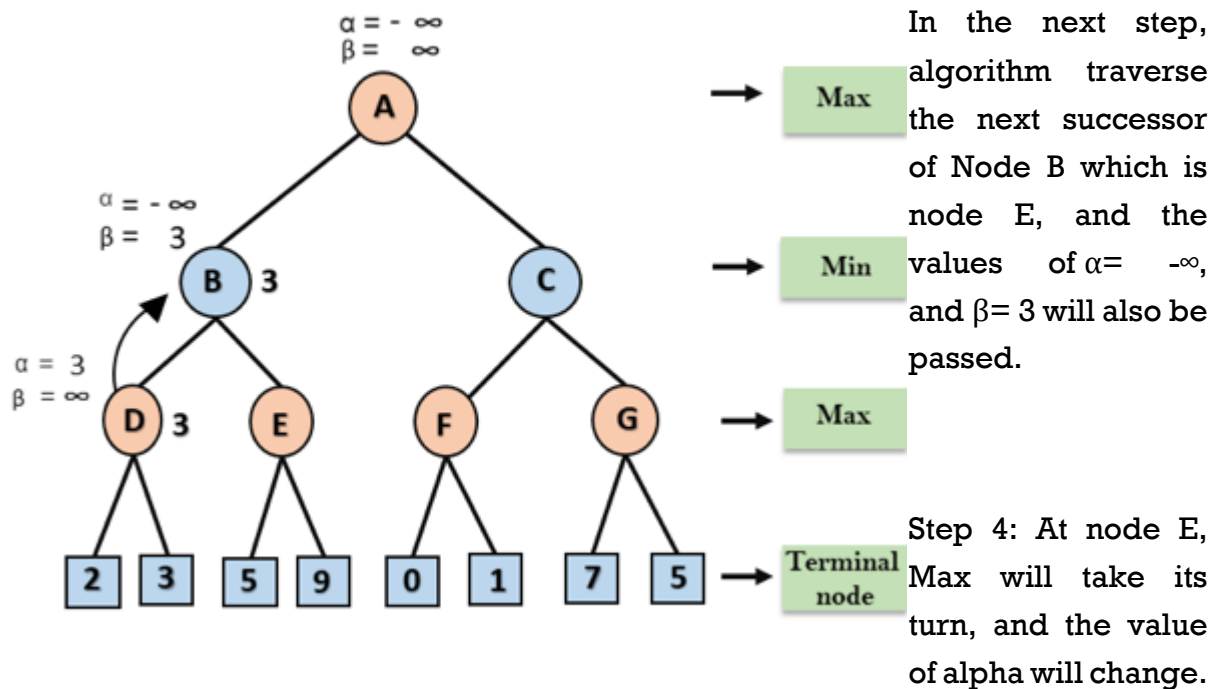 α = - ∞
β = ∞
A
Max
α = - ∞
β = 3
B 3
C
Min
α = 3
β = ∞
D 3
E
F
G
Max
2 3 5 9 0 1 7 5
Terminal
node
In the next step,
algorithm traverse
the next successor
of Node B which is
node E, and the
values of α= -∞,
and β= 3 will also be
passed.
Step 4: At node E,
Max will take its
turn, and the value
of alpha will change.